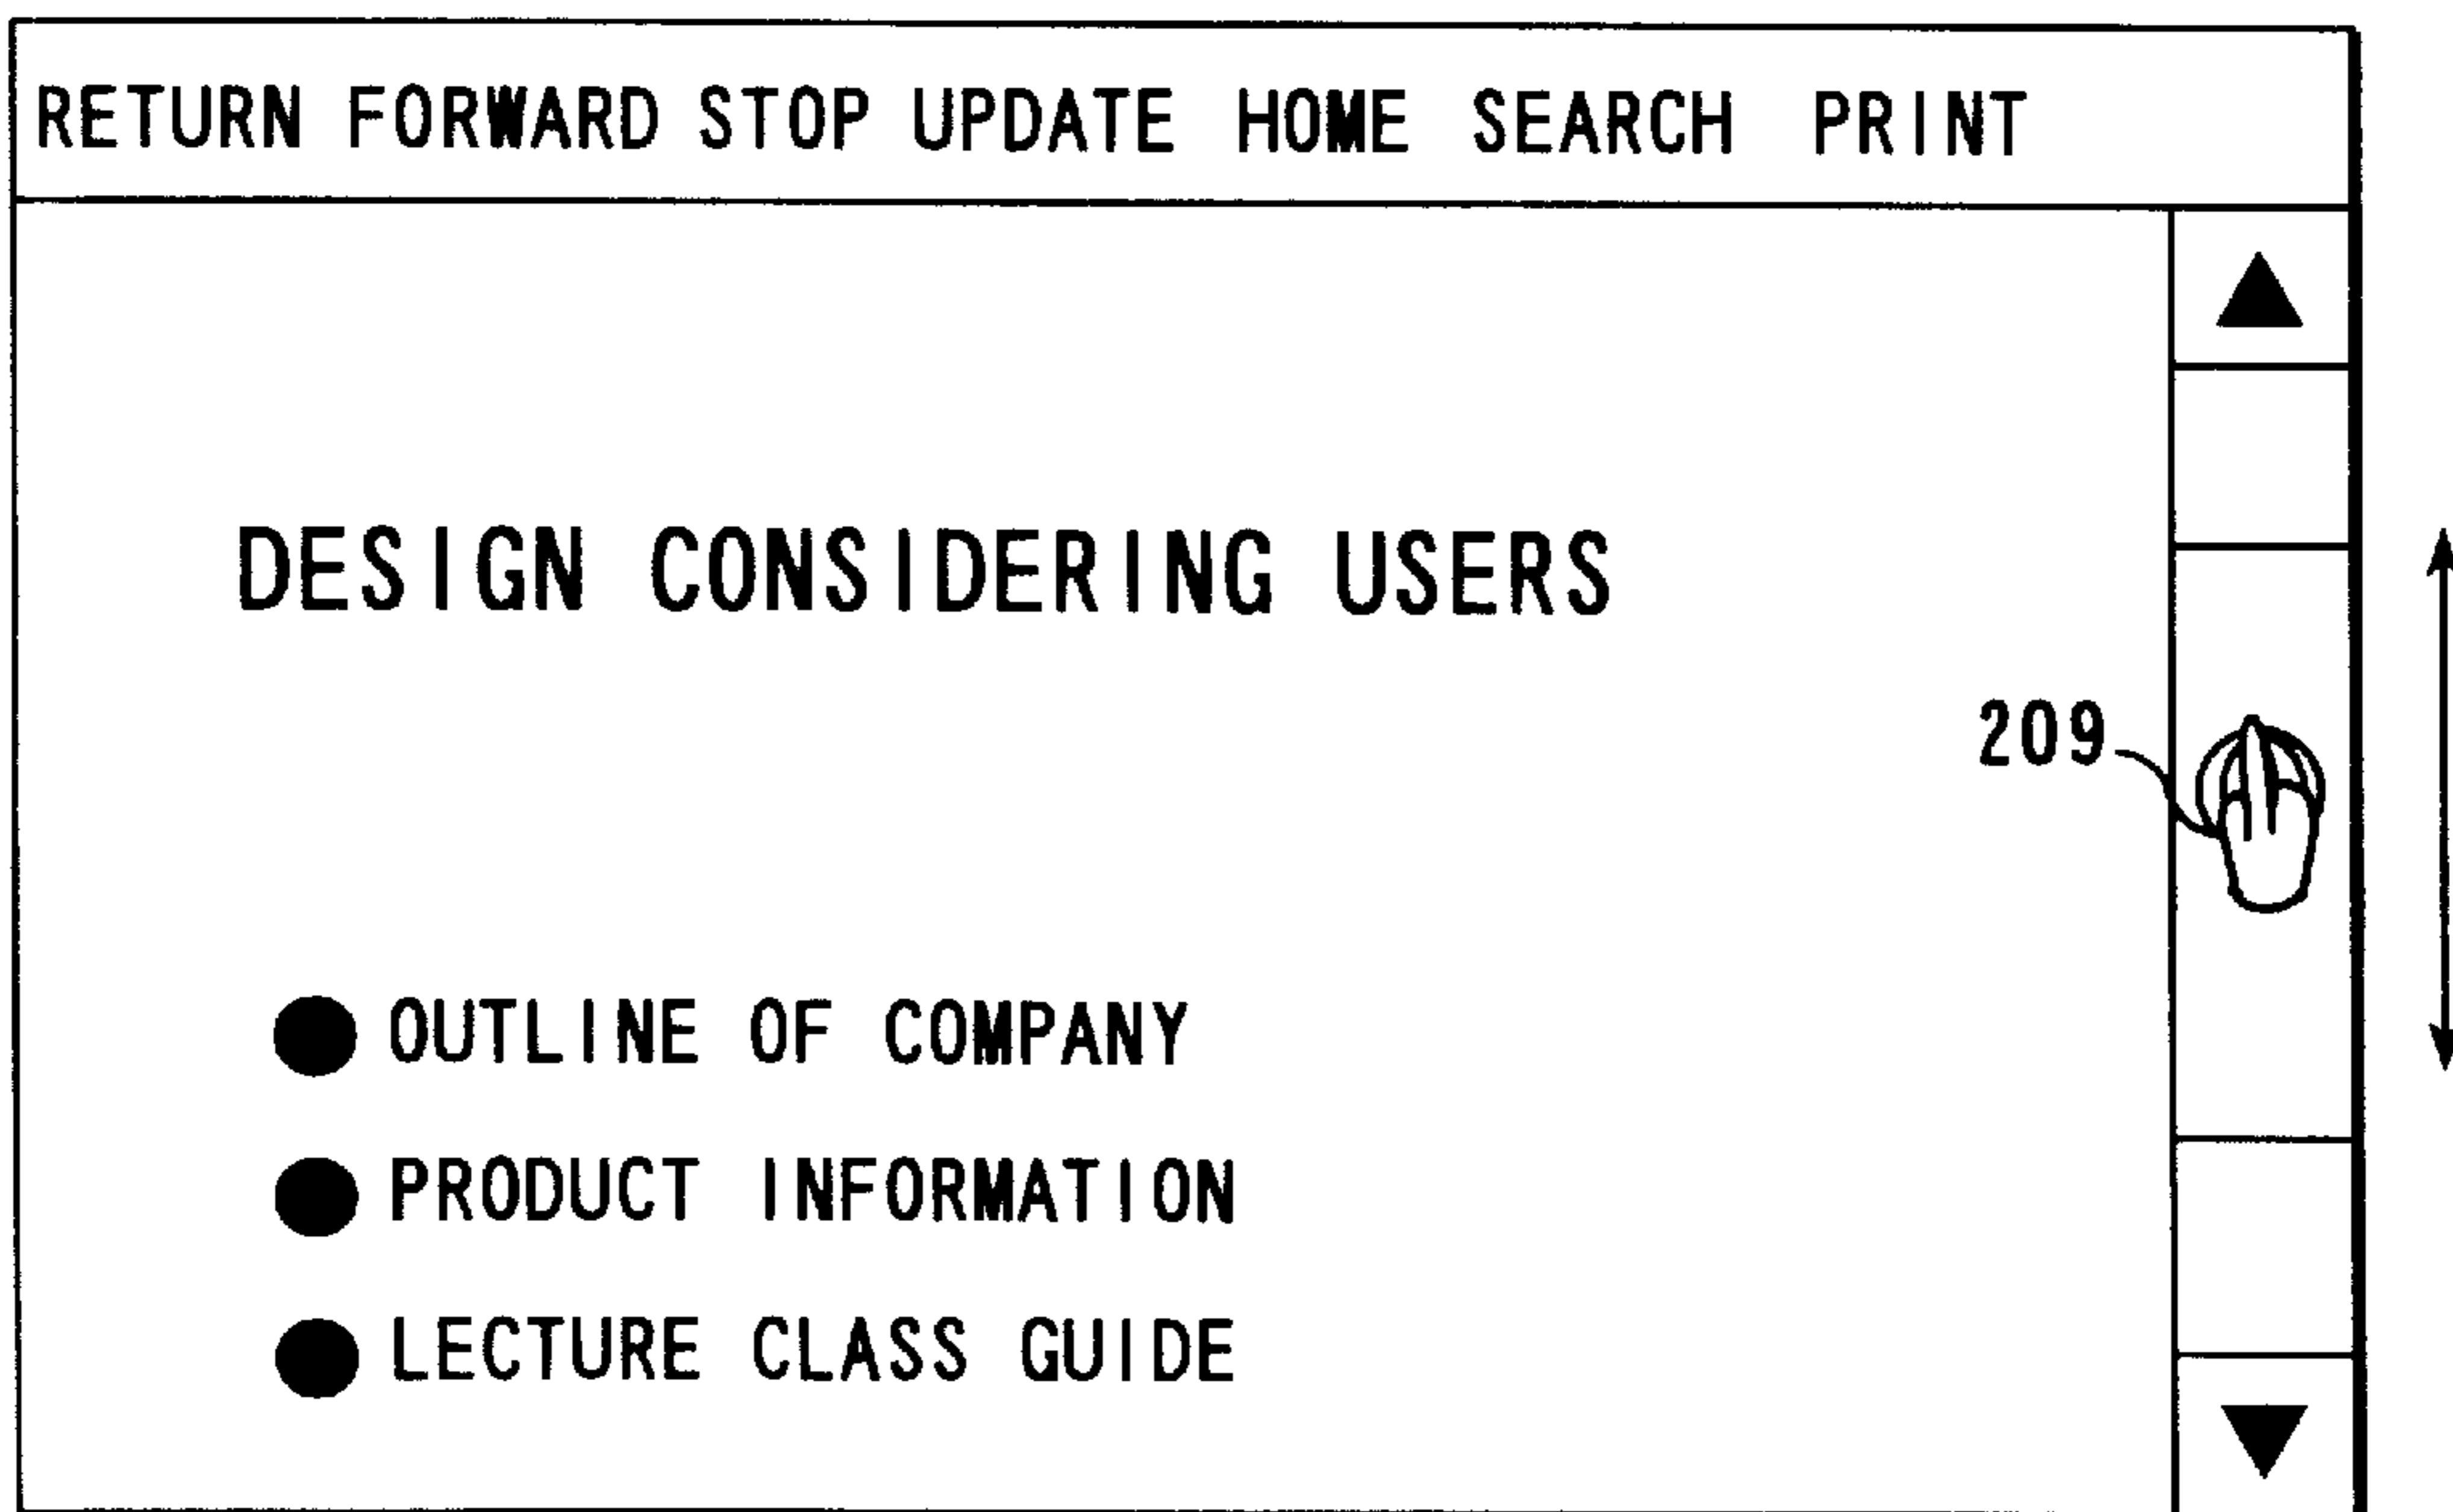 RETURN FORWARD STOP UPDATE HOME SEARCH PRINT
DESIGN CONSIDERING USERS
209
● OUTLINE OF COMPANY
● PRODUCT INFORMATION
● LECTURE CLASS GUIDE